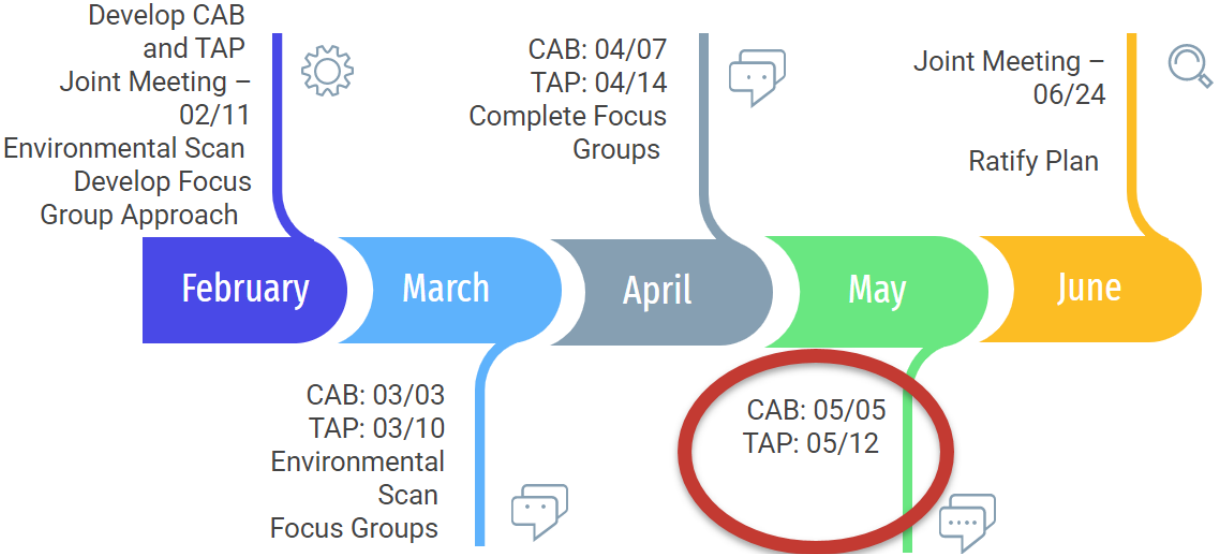 Develop CAB
and TAP
Joint Meeting –
02/11
Environmental Scan
Develop Focus
Group Approach
CAB: 04/07
TAP: 04/14
Complete Focus
Groups
Joint Meeting –
06/24
Ratify Plan
February
March
April
May
June
CAB: 03/03
TAP: 03/10
Environmental
Scan
Focus Groups
CAB: 05/05
TAP: 05/12